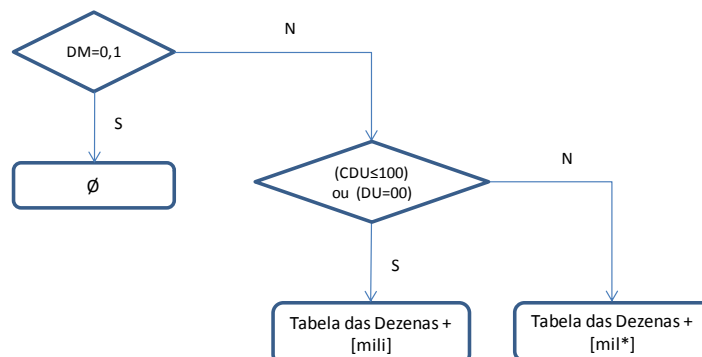 DM=0,1
N
S
Ø
(CDU≤100)
ou (DU=00)
N
S
Tabela das Dezenas +
[mili]
Tabela das Dezenas +
[mil*]